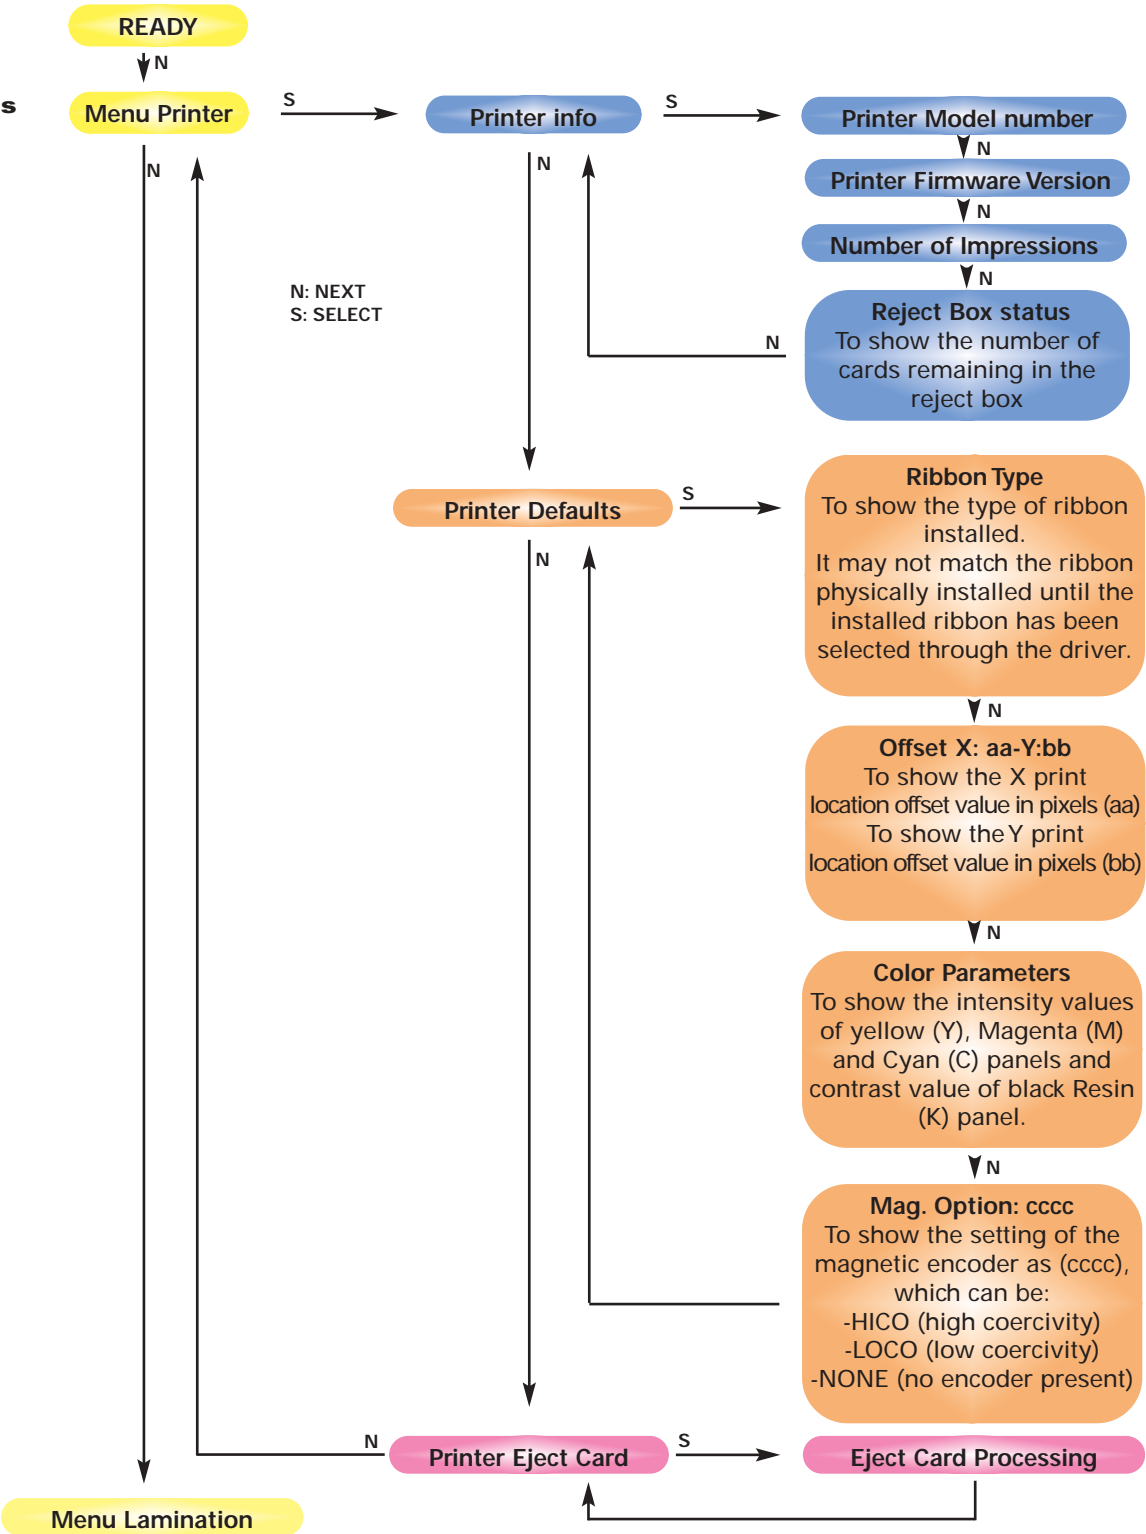 READY
N
s
Menu Printer
S
Printer info
S
Printer Model number
N
Printer Firmware Version
N
Number of Impressions
N
Reject Box status
To show the number of
cards remaining in the
reject box
N
N
N
N: NEXT
S: SELECT
Printer Defaults
S
Ribbon Type
To show the type of ribbon
installed.
It may not match the ribbon
physically installed until the
installed ribbon has been
selected through the driver.
N
N
Offset X: aa-Y:bb
To show the X print
location offset value in pixels (aa)
To show the Y print
location offset value in pixels (bb)
N
Color Parameters
To show the intensity values
of yellow (Y), Magenta (M)
and Cyan (C) panels and
contrast value of black Resin
(K) panel.
N
Mag. Option: cccc
To show the setting of the
magnetic encoder as (cccc),
which can be:
-HICO (high coercivity)
-LOCO (low coercivity)
-NONE (no encoder present)
N
Printer Eject Card
S
Eject Card Processing
Menu Lamination